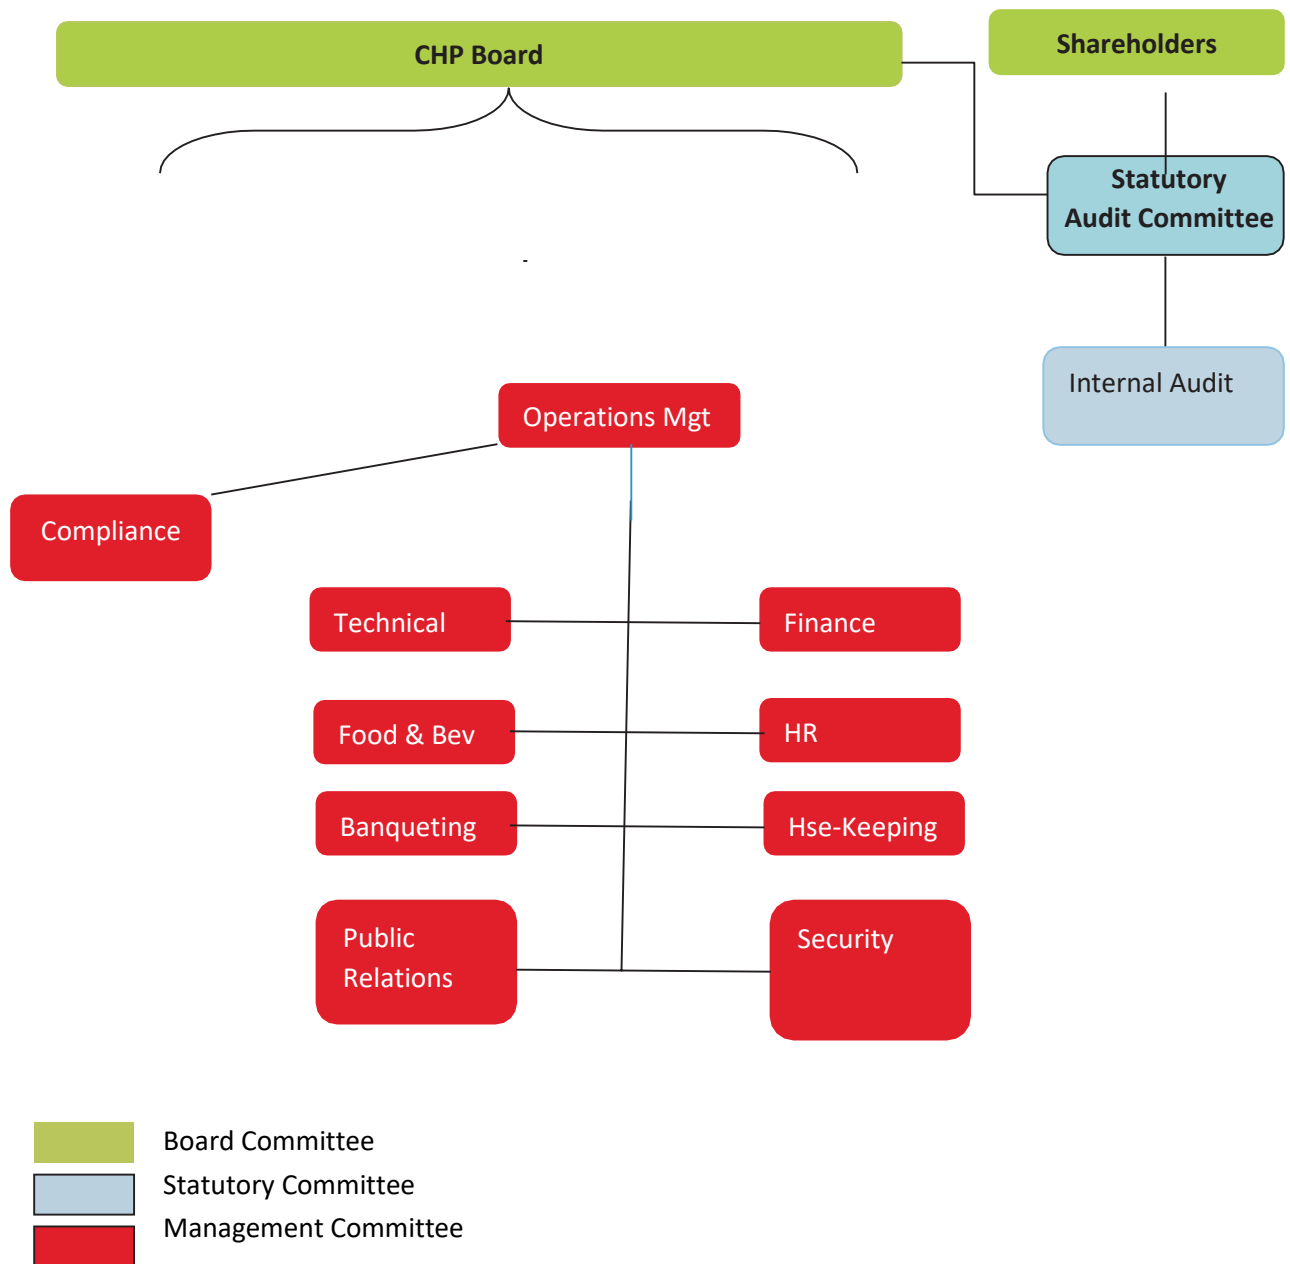 CHP Board
Shareholders
Statutory
Audit Committee
-
Internal Audit
Operations Mgt
Compliance
Technical
Finance
Food & Bev
HR
Banqueting
Hse-Keeping
Public
Relations
Security
Board Committee
Statutory Committee
Management Committee